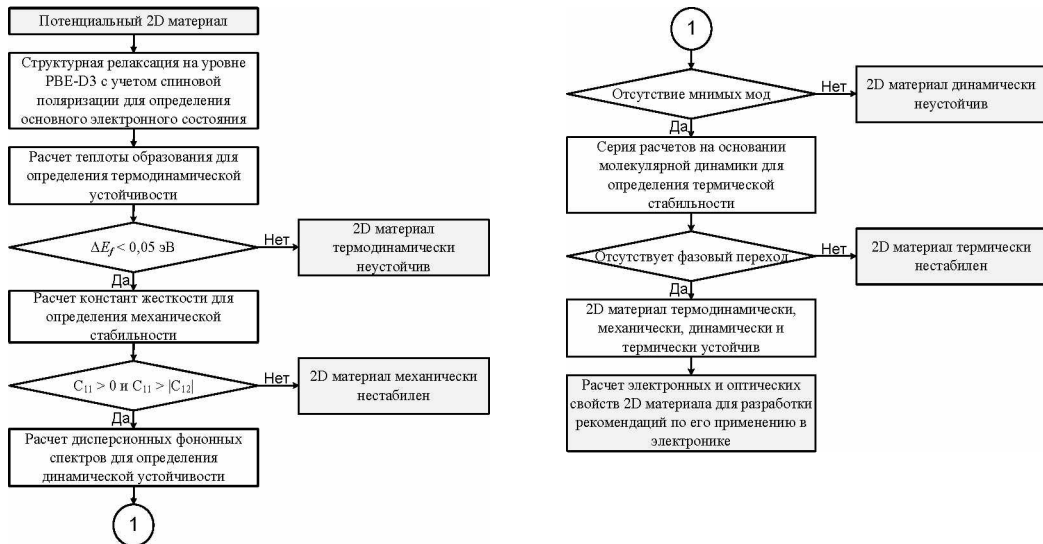 Потенциальный 2D материал
Структурная релаксация на уровне
PBE-D3 с учетом спиновой
поляризации для определения
основного электронного состояния
Расчет теплоты образования для
определения термодинамической
устойчивости
ΔEf < 0,05 эВ
Нет
2D материал
термодинамически
неустойчив
Да
Расчет констант жесткости для
определения механической
стабильности
C11 > 0 и C11 > |C12|
Нет
2D материал механически
нестабилен
Да
Расчет дисперсионных фононных
спектров для определения
динамической устойчивости
1
1
Отсутствие мнимых мод
Нет
2D материал динамически
неустойчив
Да
Серия расчетов на основании
молекулярной динамики для
определения термической
стабильности
Отсутствует фазовый переход
Нет
2D материал термически
нестабилен
Да
2D материал термодинамически,
механически, динамически и
термически устойчив
Расчет электронных и оптических
свойств 2D материала для разработки
рекомендаций по его применению в
электронике